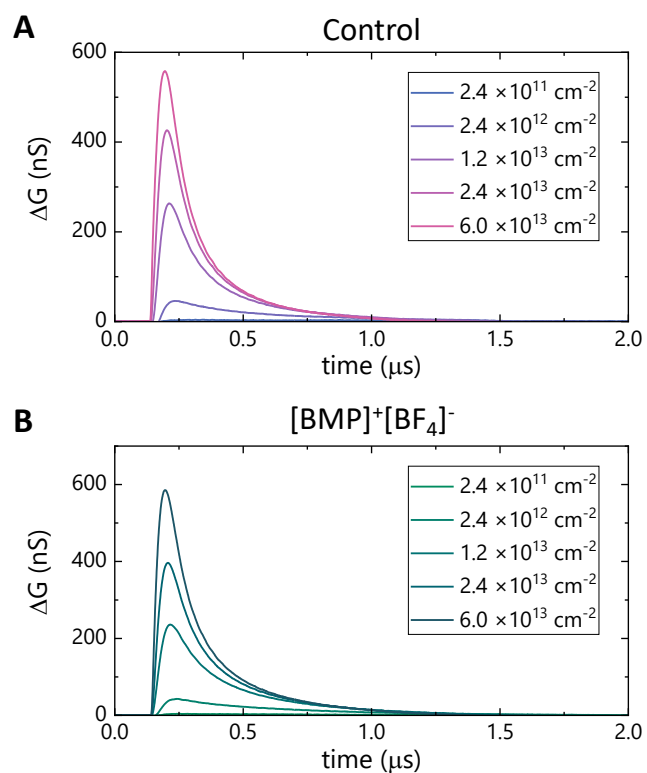 A
Control
600
400
200
0
ΔG (nS)
2.4 ×10¹¹ cm⁻²
2.4 ×10¹² cm⁻²
1.2 ×10¹³ cm⁻²
2.4 ×10¹³ cm⁻²
6.0 ×10¹³ cm⁻²
0.0 0.5 1.0 1.5 2.0
time (μs)
B
[BMP]⁺[BF₄]⁻
600
400
200
0
ΔG (nS)
2.4 ×10¹¹ cm⁻²
2.4 ×10¹² cm⁻²
1.2 ×10¹³ cm⁻²
2.4 ×10¹³ cm⁻²
6.0 ×10¹³ cm⁻²
0.0 0.5 1.0 1.5 2.0
time (μs)